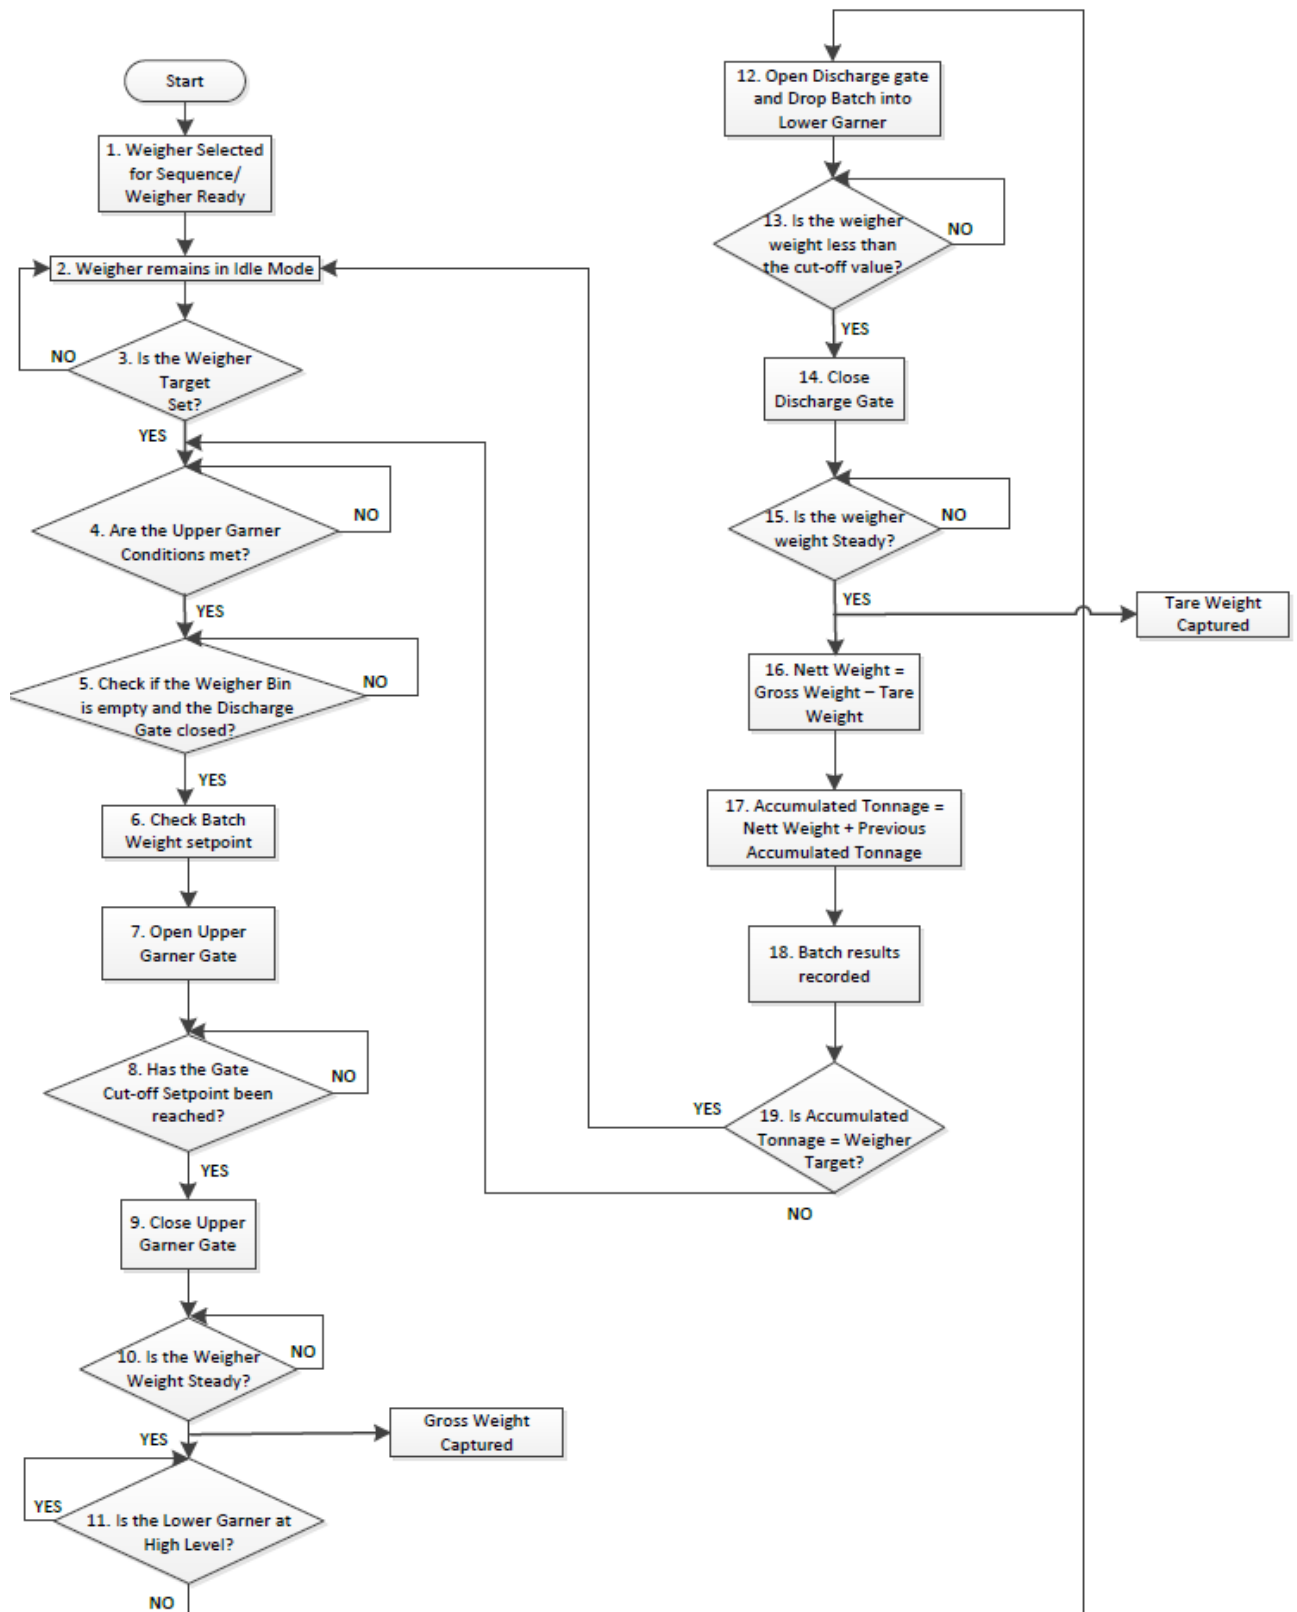 Start
1. Weigher Selected
for Sequence/
Weigher Ready
2. Weigher remains in Idle Mode
NO
3. Is the Weigher
Target
Set?
YES
4. Are the Upper Garner
Conditions met?
NO
YES
5. Check if the Weigher Bin
is empty and the Discharge
Gate closed?
NO
YES
6. Check Batch
Weight setpoint
7. Open Upper
Garner Gate
8. Has the Gate
Cut-off Setpoint been
reached?
NO
YES
9. Close Upper
Garner Gate
10. Is the Weigher
Weight Steady?
NO
YES
Gross Weight
Captured
YES
11. Is the Lower Garner at
High Level?
NO
12. Open Discharge gate
and Drop Batch into
Lower Garner
13. Is the weigher
weight less than
the cut-off value?
NO
YES
14. Close
Discharge Gate
15. Is the weigher
weight Steady?
NO
YES
Tare Weight
Captured
16. Nett Weight =
Gross Weight – Tare
Weight
17. Accumulated Tonnage =
Nett Weight + Previous
Accumulated Tonnage
18. Batch results
recorded
YES
19. Is Accumulated
Tonnage = Weigher
Target?
NO